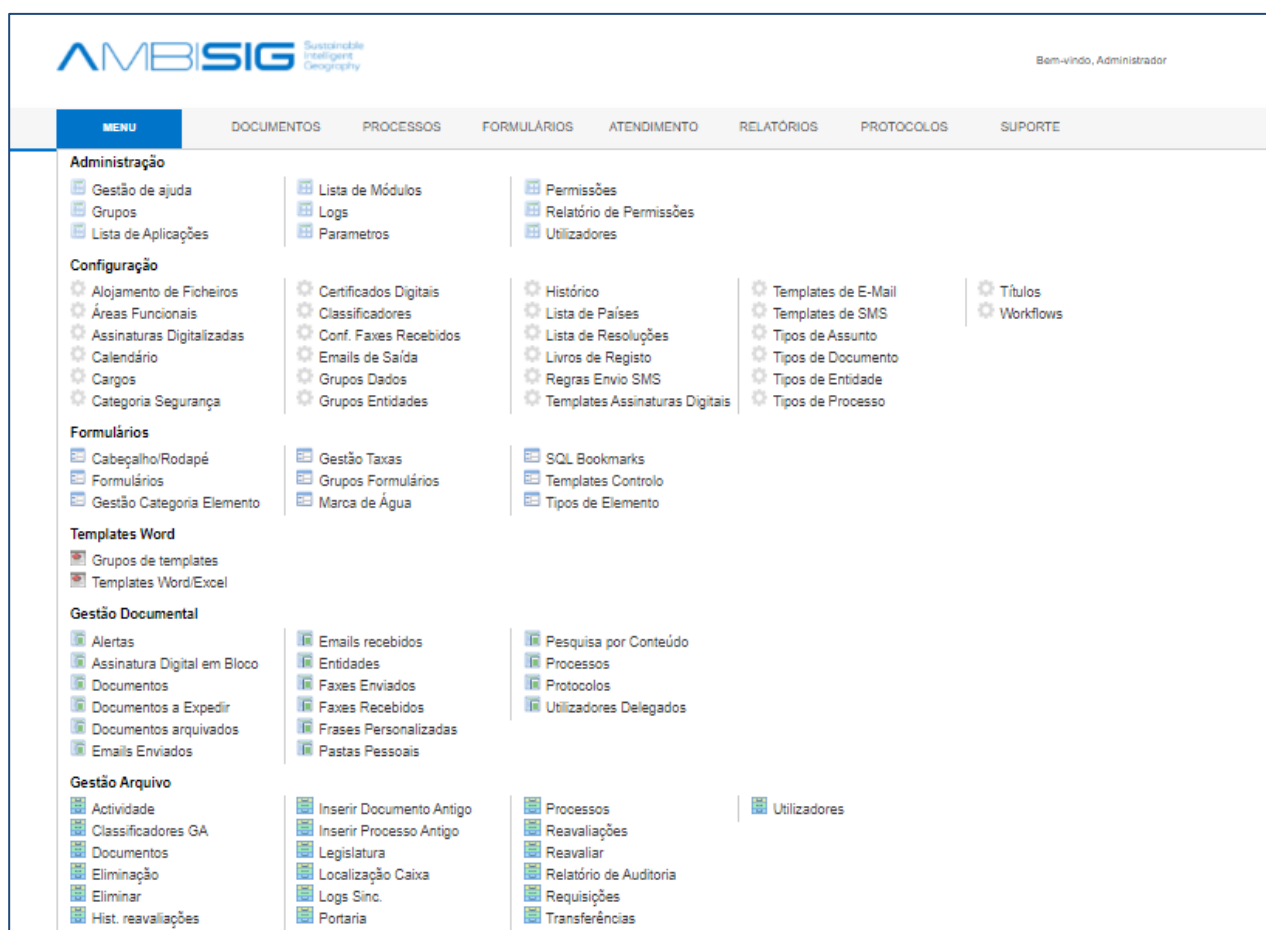 AMBISIG Sustainable
Intelligent
Geography
Bem-vindo, Administrador
MENU DOCUMENTOS PROCESSOS FORMULÁRIOS ATENDIMENTO RELATÓRIOS PROTOCOLOS SUPORTE
Administração
Gestão de ajuda Lista de Módulos Permissões
Grupos Logs Relatório de Permissões
Lista de Aplicações Parametros Utilizadores
Configuração
Alojamento de Ficheiros Certificados Digitais Histórico Templates de E-Mail Títulos
Áreas Funcionais Classificadores Lista de Países Templates de SMS Workflows
Assinaturas Digitalizadas Conf. Faxes Recebidos Lista de Resoluções Tipos de Assunto
Calendário Emails de Saída Livros de Registo Tipos de Documento
Cargos Grupos Dados Regras Envio SMS Tipos de Entidade
Categoria Segurança Grupos Entidades Templates Assinaturas Digitais Tipos de Processo
Formulários
Cabeçalho/Rodapé Gestão Taxas SQL Bookmarks
Formulários Grupos Formulários Templates Controlo
Gestão Categoria Elemento Marca de Água Tipos de Elemento
Templates Word
Grupos de templates
Templates Word/Excel
Gestão Documental
Alertas Emails recebidos Pesquisa por Conteúdo
Assinatura Digital em Bloco Entidades Processos
Documentos Faxes Enviados Protocolos
Documentos a Expedir Faxes Recebidos Utilizadores Delegados
Documentos arquivados Frases Personalizadas
Emails Enviados Pastas Pessoais
Gestão Arquivo
Actividade Inserir Documento Antigo Processos Utilizadores
Classificadores GA Inserir Processo Antigo Reavaliações
Documentos Legislatura Reavaliar
Eliminação Localização Caixa Relatório de Auditoria
Eliminar Logs Sinc. Requisições
Hist. reavaliações Portaria Transferências